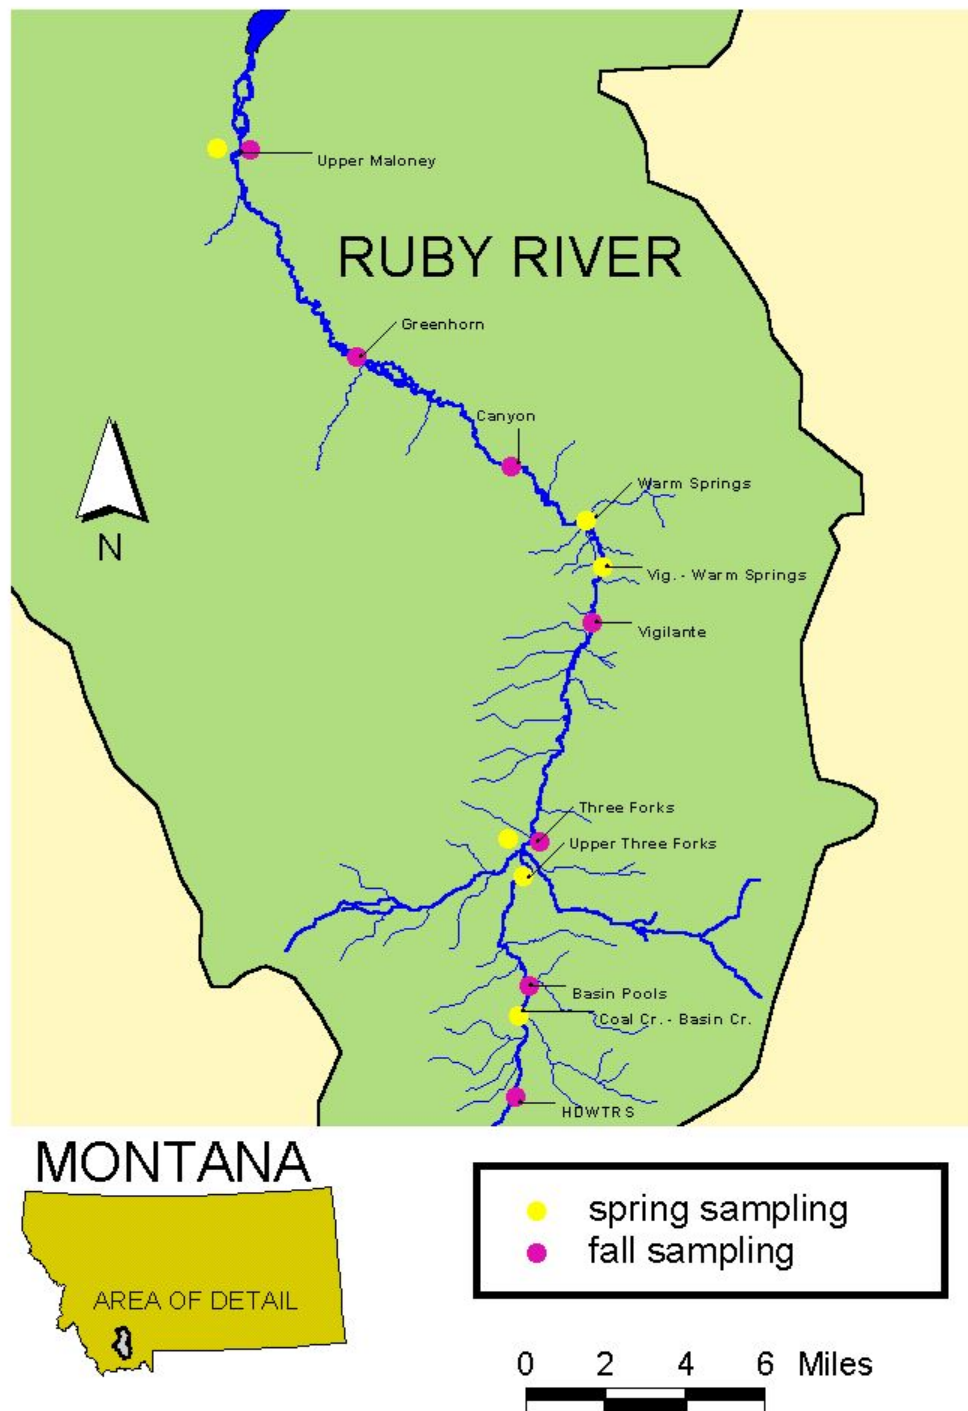 Upper Maloney
RUBY RIVER
Greenhorn
Canyon
Warm Springs
N
Vig. - Warm Springs
Vigilante
Three Forks
Upper Three Forks
Basin Pools
Coal Cr. - Basin Cr.
HDWTRS
MONTANA
AREA OF DETAIL
spring sampling
fall sampling
0 2 4 6 Miles